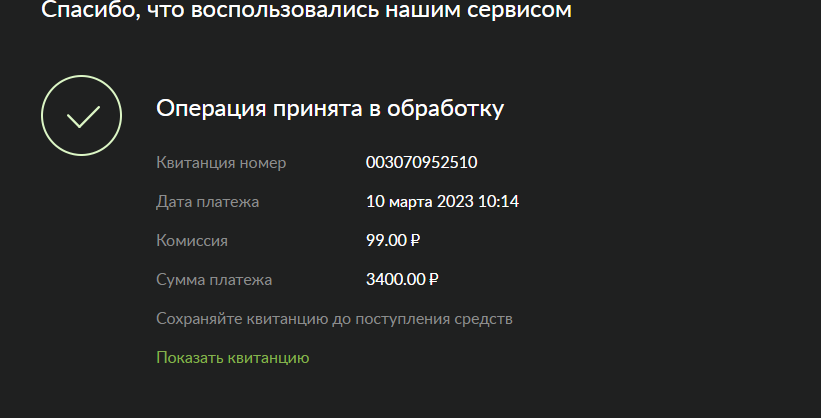 Спасибо, что воспользовались нашим сервисом
Операция принята в обработку
Квитанция номер 003070952510
Дата платежа 10 марта 2023 10:14
Комиссия 99.00 ₽
Сумма платежа 3400.00 ₽
Сохраняйте квитанцию до поступления средств
Показать квитанцию